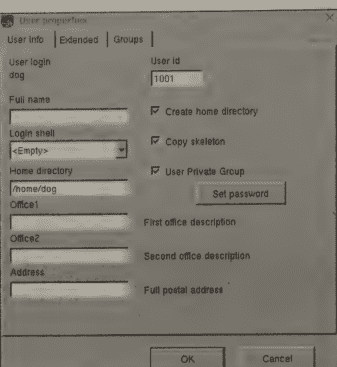 User properties
User info Extended Groups
User login
dog
User id
1001
Full name
Create home directory
Login shell
<Empty>
Copy skeleton
Home directory
/home/dog
User Private Group
Set password
Office1
First office description
Office2
Second office description
Address
Full postal address
OK Cancel